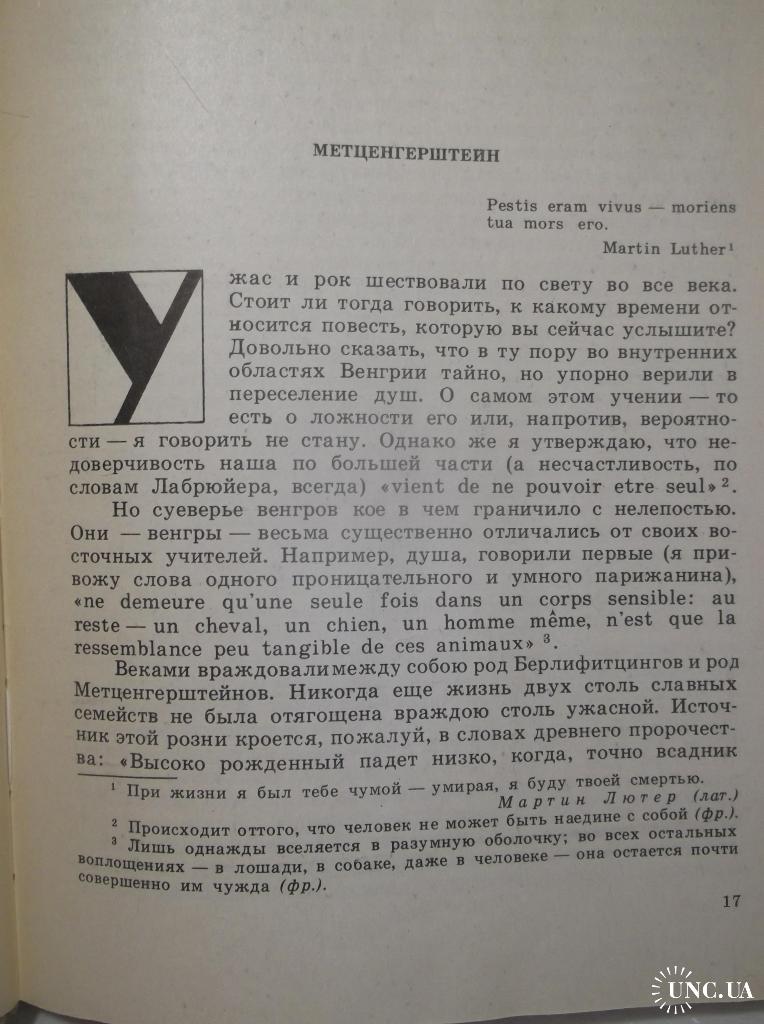 МЕТЦЕНГЕРШТЕЙН
Pestis eram vivus — moriens
tua mors ero.
Martin Luther¹
Ужас и рок шествовали по свету во все века.
Стоит ли тогда говорить, к какому времени от-
носится повесть, которую вы сейчас услышите?
Довольно сказать, что в ту пору во внутренних
областях Венгрии тайно, но упорно верили в
переселение душ. О самом этом учении — то
есть о ложности его или, напротив, вероятно-
сти — я говорить не стану. Однако же я утверждаю, что не-
доверчивость наша по большей части (а несчастливость, по
словам Лабрюйера, всегда) «vient de ne pouvoir etre seul» ².
Но суеверье венгров кое в чем граничило с нелепостью.
Они — венгры — весьма существенно отличались от своих во-
сточных учителей. Например, душа, говорили первые (я при-
вожу слова одного проницательного и умного парижанина),
«ne demeure qu'une seule fois dans un corps sensible: au
reste — un cheval, un chien, un homme même, n'est que la
ressemblance peu tangible de ces animaux» ³.
Веками враждовали между собою род Берлифитцингов и род
Метценгерштейнов. Никогда еще жизнь двух столь славных
семейств не была отягощена враждою столь ужасной. Источ-
ник этой розни кроется, пожалуй, в словах древнего пророчест-
ва: «Высоко рожденный падет низко, когда, точно всадник
¹ При жизни я был тебе чумой — умирая, я буду твоей смертью.
Мартин Лютер (лат.)
² Происходит оттого, что человек не может быть наедине с собой (фр.).
³ Лишь однажды вселяется в разумную оболочку; во всех остальных
воплощениях — в лошади, в собаке, даже в человеке — она остается почти
совершенно им чужда (фр.).
17
UNC.UA